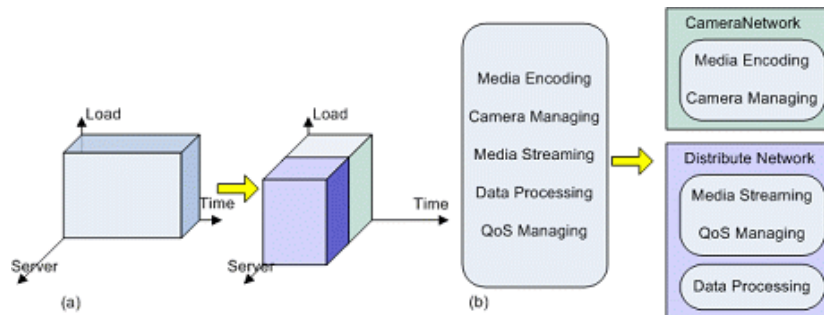 Load
Time
Server
(a)
Load
Time
Server
Media Encoding
Camera Managing
Media Streaming
Data Processing
QoS Managing
(b)
CameraNetwork
Media Encoding
Camera Managing
Distribute Network
Media Streaming
QoS Managing
Data Processing